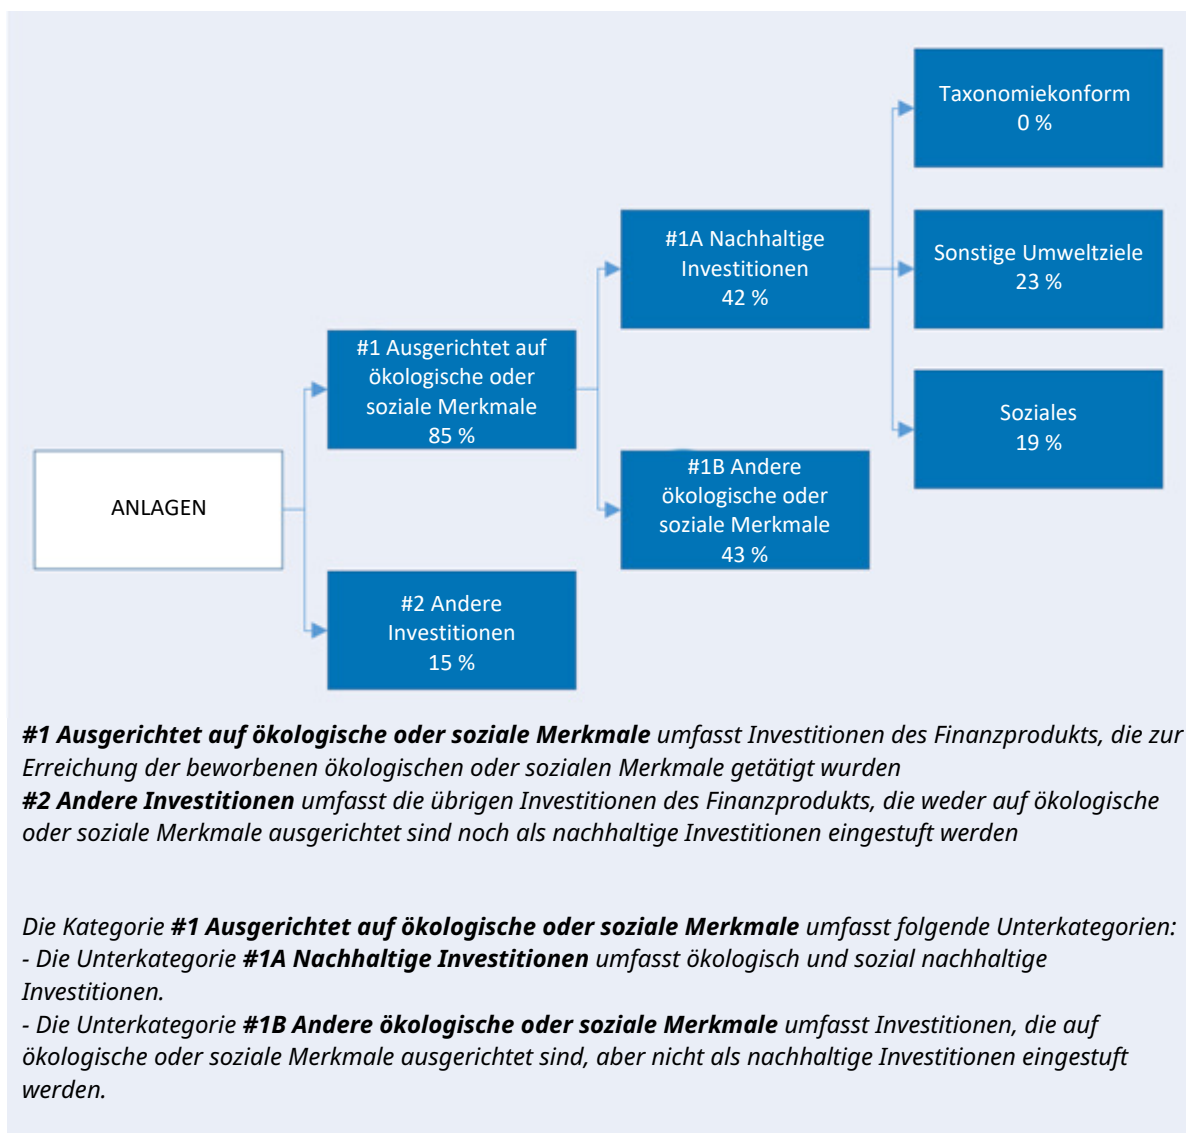 Taxonomiekonform
0 %
#1A Nachhaltige
Investitionen
42 %
Sonstige Umweltziele
23 %
#1 Ausgerichtet auf
ökologische oder
soziale Merkmale
85 %
Soziales
19 %
ANLAGEN
#1B Andere
ökologische oder
soziale Merkmale
43 %
#2 Andere
Investitionen
15 %
#1 Ausgerichtet auf ökologische oder soziale Merkmale umfasst Investitionen des Finanzprodukts, die zur
Erreichung der beworbenen ökologischen oder sozialen Merkmale getätigt wurden
#2 Andere Investitionen umfasst die übrigen Investitionen des Finanzprodukts, die weder auf ökologische
oder soziale Merkmale ausgerichtet sind noch als nachhaltige Investitionen eingestuft werden
Die Kategorie #1 Ausgerichtet auf ökologische oder soziale Merkmale umfasst folgende Unterkategorien:
- Die Unterkategorie #1A Nachhaltige Investitionen umfasst ökologisch und sozial nachhaltige
Investitionen.
- Die Unterkategorie #1B Andere ökologische oder soziale Merkmale umfasst Investitionen, die auf
ökologische oder soziale Merkmale ausgerichtet sind, aber nicht als nachhaltige Investitionen eingestuft
werden.